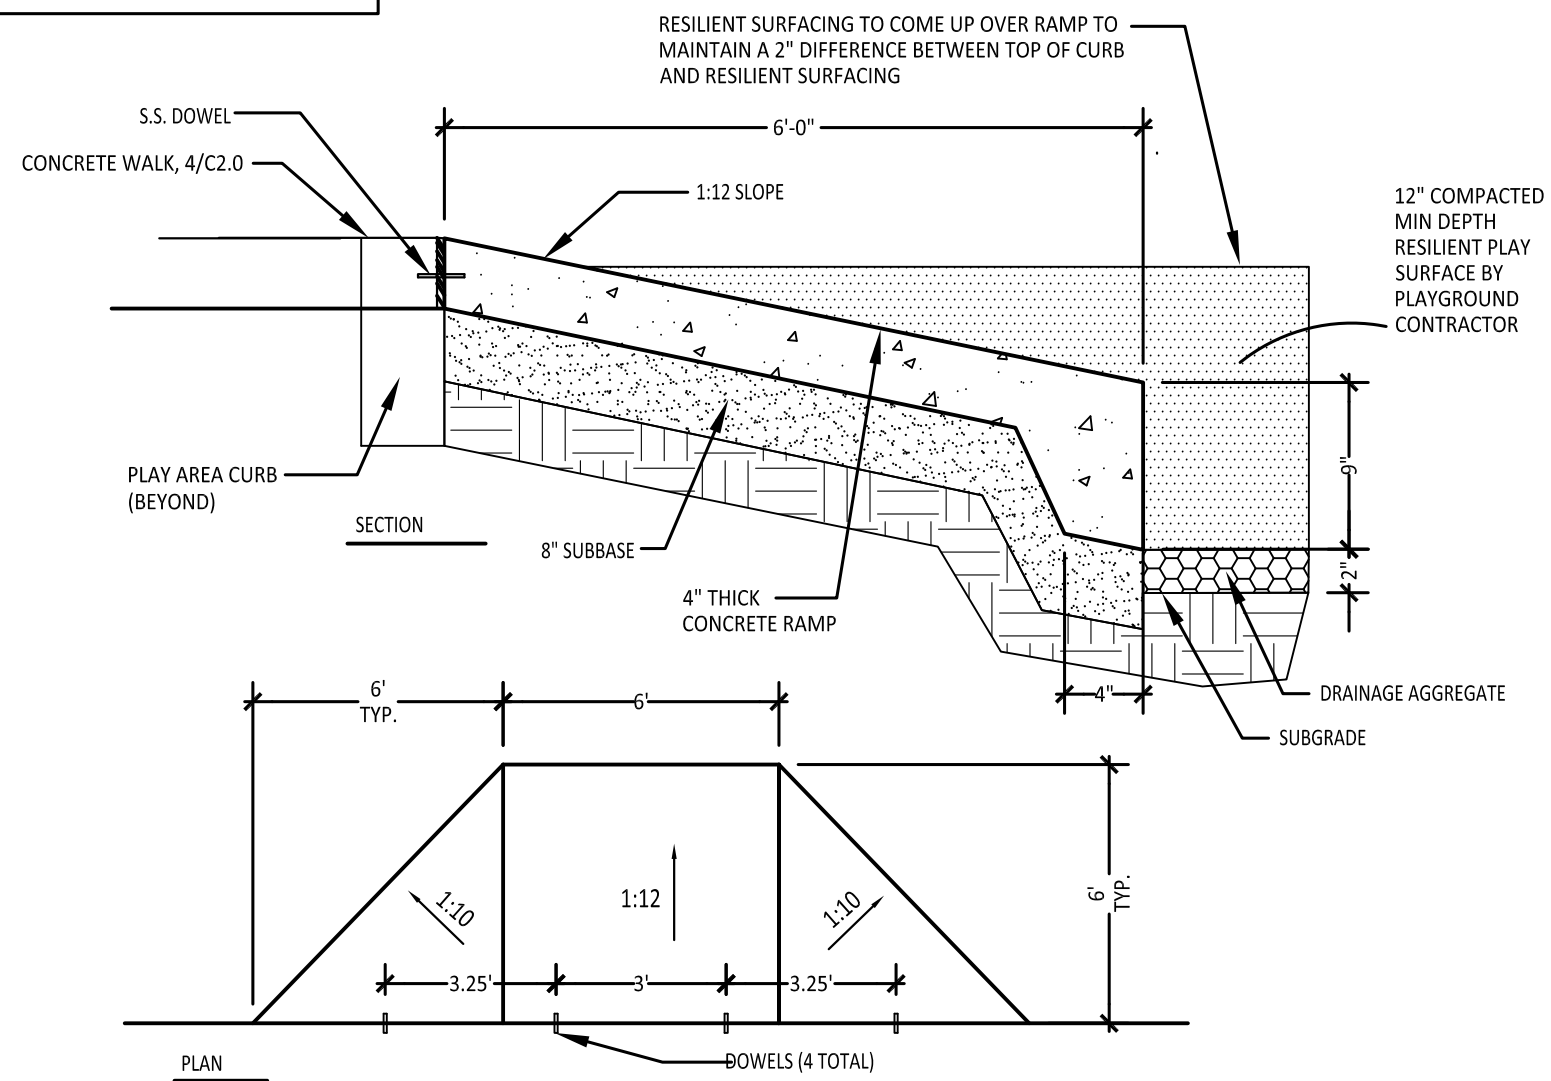 RESILIENT SURFACING TO COME UP OVER RAMP TO
MAINTAIN A 2" DIFFERENCE BETWEEN TOP OF CURB
AND RESILIENT SURFACING
S.S. DOWEL
6'-0"
CONCRETE WALK, 4/C2.0
1:12 SLOPE
12" COMPACTED
MIN DEPTH
RESILIENT PLAY
SURFACE BY
PLAYGROUND
CONTRACTOR
9"
PLAY AREA CURB
(BEYOND)
SECTION
8" SUBBASE
2"
4" THICK
CONCRETE RAMP
4"
DRAINAGE AGGREGATE
SUBGRADE
6'
TYP.
6'
6'
TYP.
1:10
1:12
1:10
3.25'
3'
3.25'
DOWELS (4 TOTAL)
PLAN